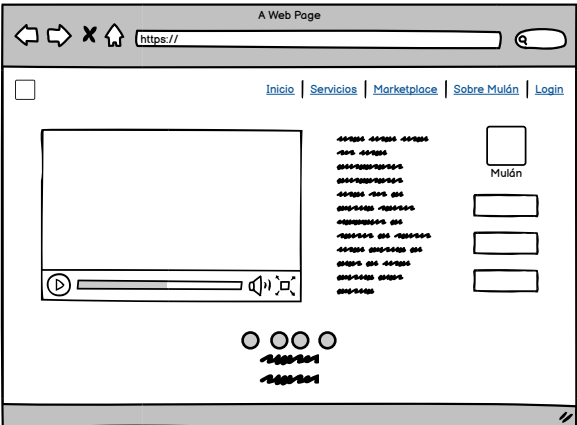 A Web Page
https://
Inicio | Servicios | Marketplace | Sobre Mulán | Login
Mulán